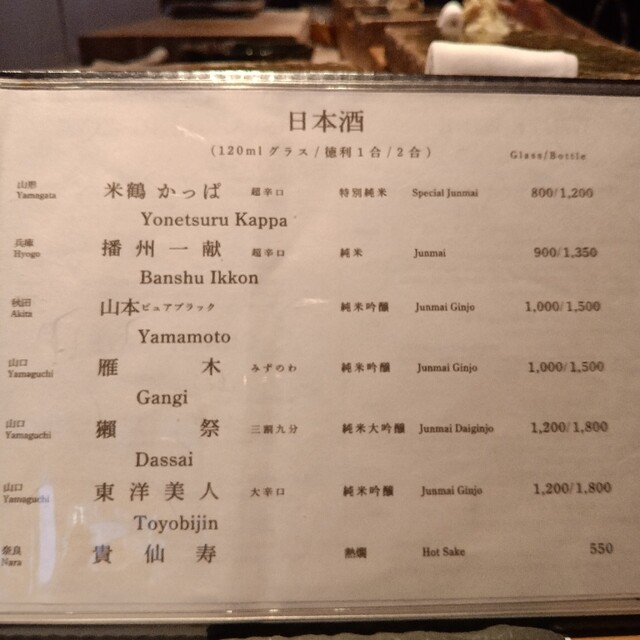 日本酒
(120mlグラス/徳利1合/2合) Glass/Bottle
山形 米鶴 かっぱ 超辛口 特別純米 Special Junmai 800/1,200
Yamagata
Yonetsuru Kappa
兵庫 播州一献 超辛口 純米 Junmai 900/1,350
Hyogo
Banshu Ikkon
秋田 山本ピュアブラック 純米吟醸 Junmai Ginjo 1,000/1,500
Akita
Yamamoto
山口 雁木 みずのわ 純米吟醸 Junmai Ginjo 1,000/1,500
Yamaguchi
Gangi
山口 獺祭 三割九分 純米大吟醸 Junmai Daiginjo 1,200/1,800
Yamaguchi
Dassai
山口 東洋美人 大辛口 純米吟醸 Junmai Ginjo 1,200/1,800
Yamaguchi
Toyobijin
奈良 貴仙寿 熱燗 Hot Sake 550
Nara